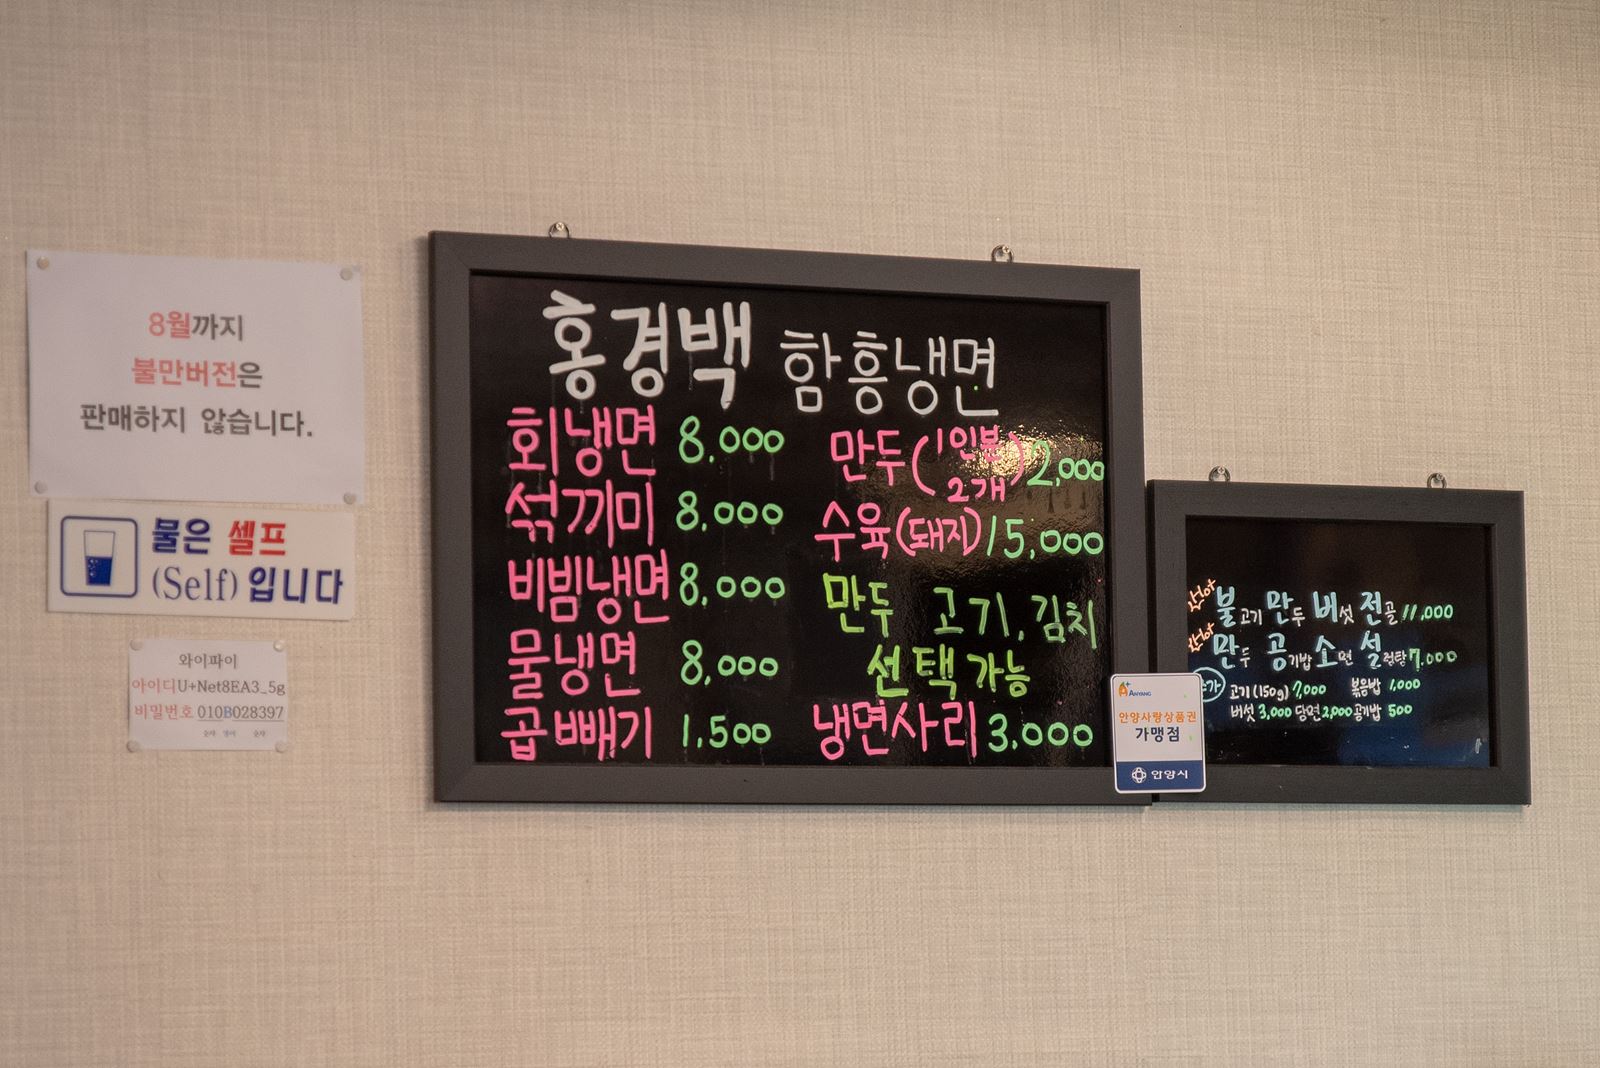 8월까지
불만버전은
판매하지 않습니다.
물은 셀프
(Self) 입니다
와이파이
아이디U+Net8EA3_5g
비밀번호 010B028397
숫자 영어 숫자
홍경백 함흥냉면
회냉면 8,000
섞끼미 8,000
비빔냉면 8,000
물냉면 8,000
곱빼기 1,500
만두(1인분 2개) 2,000
수육(돼지) 15,000
만두 고기, 김치
선택가능
냉면사리 3,000
ANYANG
안양사랑상품권
가맹점
안양시
불고기 만두 버섯 전골 11,000
만두 공기밥 소면 설렁탕 7,000
고기(150g) 7,000 볶음밥 1,000
버섯 3,000 당면 2,000 공기밥 500